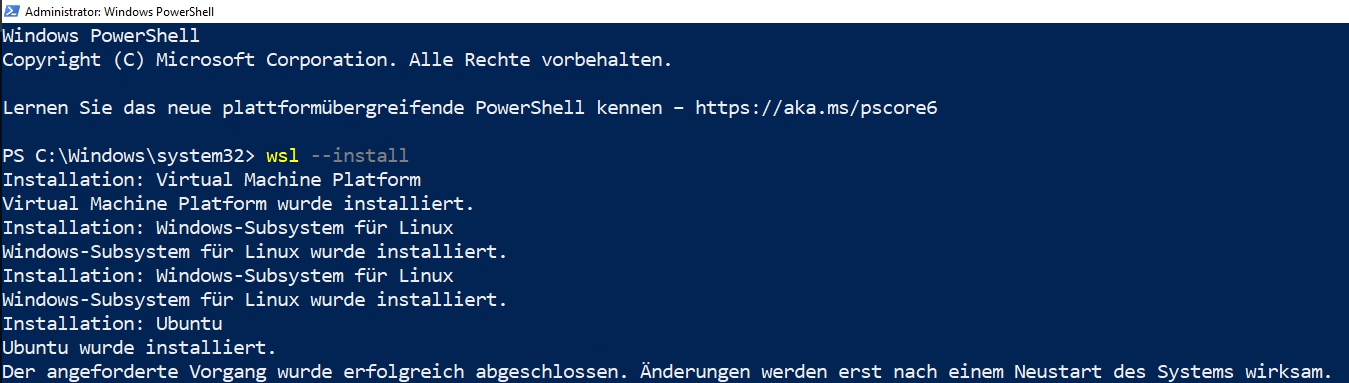 Administrator: Windows PowerShell
Windows PowerShell
Copyright (C) Microsoft Corporation. Alle Rechte vorbehalten.
Lernen Sie das neue plattformübergreifende PowerShell kennen – https://aka.ms/pscore6
PS C:\Windows\system32> wsl --install
Installation: Virtual Machine Platform
Virtual Machine Platform wurde installiert.
Installation: Windows-Subsystem für Linux
Windows-Subsystem für Linux wurde installiert.
Installation: Windows-Subsystem für Linux
Windows-Subsystem für Linux wurde installiert.
Installation: Ubuntu
Ubuntu wurde installiert.
Der angeforderte Vorgang wurde erfolgreich abgeschlossen. Änderungen werden erst nach einem Neustart des Systems wirksam.